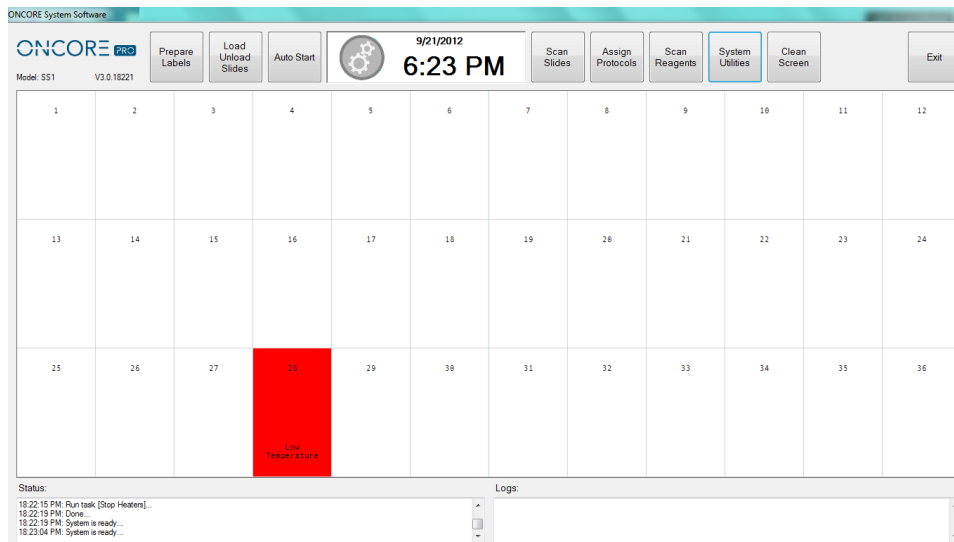 ONCORE System Software
ONCORE PRO
Model: SS1 V3.0.18221
Prepare
Labels
Load
Unload
Slides
Auto Start
9/21/2012
6:23 PM
Scan
Slides
Assign
Protocols
Scan
Reagents
System
Utilities
Clean
Screen
Exit
1 2 3 4 5 6 7 8 9 10 11 12
13 14 15 16 17 18 19 20 21 22 23 24
25 26 27 28 29 30 31 32 33 34 35 36
Low
Temperature
Status:
18:22:15 PM: Run task [Stop Heaters]...
18:22:19 PM: Done...
18:22:19 PM: System is ready...
18:23:04 PM: System is ready...
Logs: